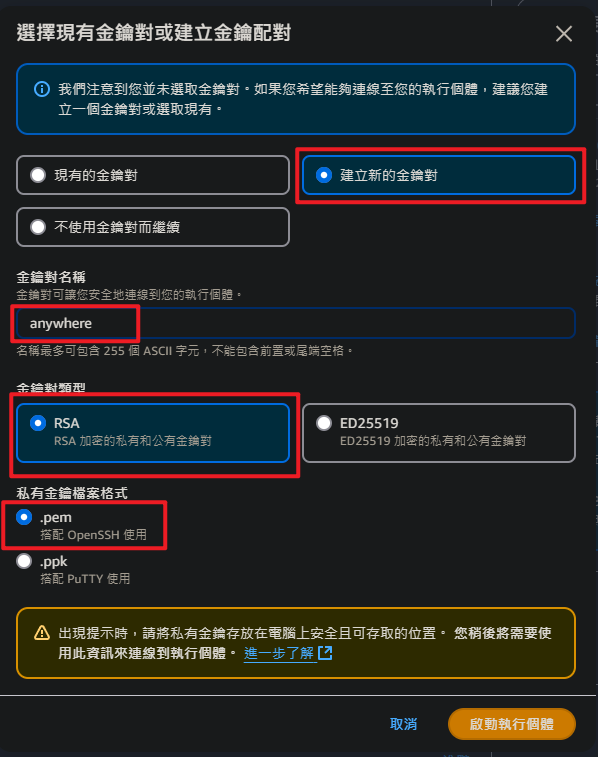 選擇現有金鑰對或建立金鑰配對
我們注意到您並未選取金鑰對。如果您希望能夠連線至您的執行個體，建議您建
立一個金鑰對或選取現有。
現有的金鑰對
建立新的金鑰對
不使用金鑰對而繼續
金鑰對名稱
金鑰對可讓您安全地連線到您的執行個體。
anywhere
名稱最多可包含 255 個 ASCII 字元，不能包含前置或尾端空格。
金鑰對類型
RSA
RSA 加密的私有和公有金鑰對
ED25519
ED25519 加密的私有和公有金鑰對
私有金鑰檔案格式
.pem
搭配 OpenSSH 使用
.ppk
搭配 PuTTY 使用
出現提示時，請將私有金鑰存放在電腦上安全且可存取的位置。 您稍後將需要使
用此資訊來連線到執行個體。 進一步了解
取消
啟動執行個體